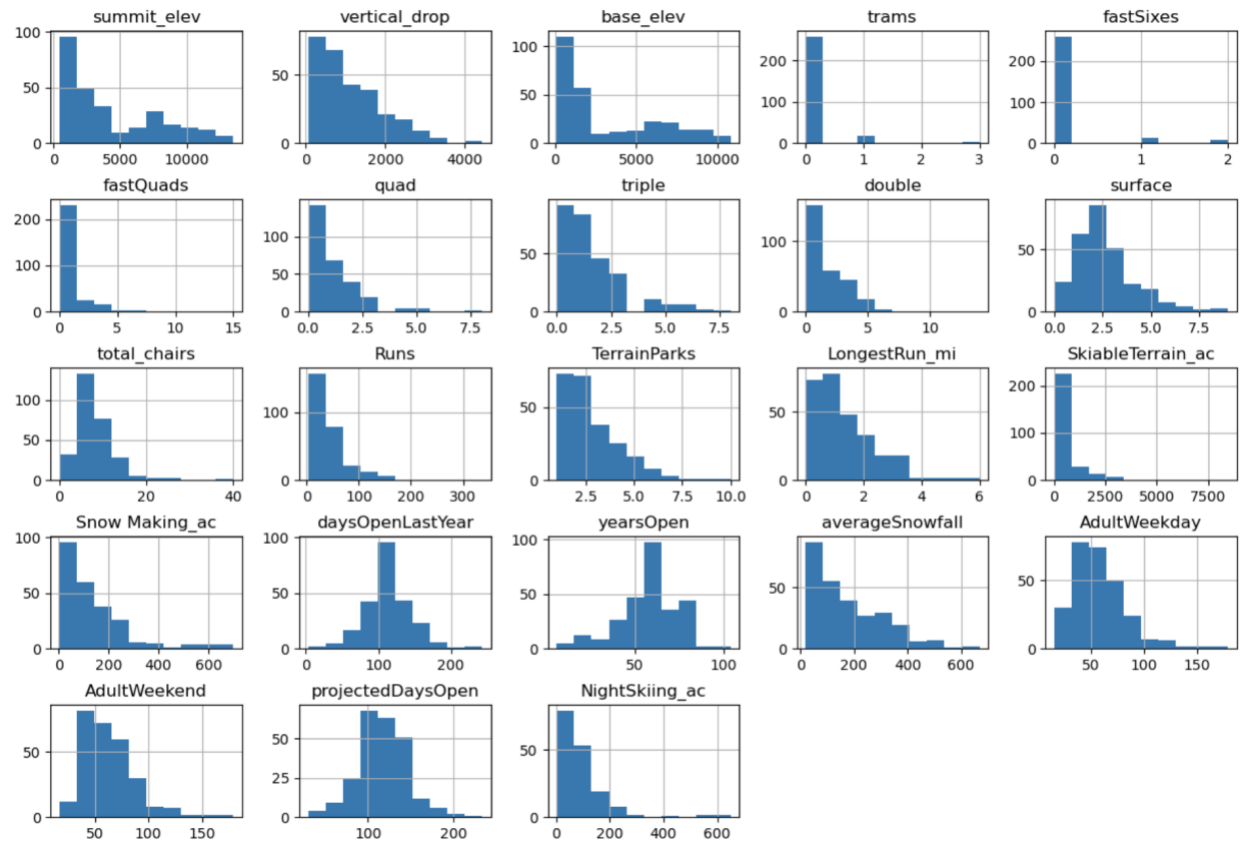 summit_elev vertical_drop base_elev trams fastSixes
100 50 0 0 5000 10000
50 0 0 2000 4000
100 50 0 0 5000 10000
200 100 0 0 1 2 3
200 100 0 0 1 2
fastQuads quad triple double surface
200 100 0 0 5 10 15
100 50 0 0.0 2.5 5.0 7.5
50 0 0.0 2.5 5.0 7.5
100 0 0 5 10
50 0 0.0 2.5 5.0 7.5
total_chairs Runs TerrainParks LongestRun_mi SkiableTerrain_ac
100 50 0 0 20 40
100 0 0 100 200 300
50 0 2.5 5.0 7.5 10.0
50 0 0 2 4 6
200 100 0 0 2500 5000 7500
Snow Making_ac daysOpenLastYear yearsOpen averageSnowfall AdultWeekday
100 50 0 0 200 400 600
100 50 0 0 100 200
100 50 0 50 100
50 0 0 200 400 600
50 0 50 100 150
AdultWeekend projectedDaysOpen NightSkiing_ac
50 0 50 100 150
50 25 0 100 200
50 0 0 200 400 600